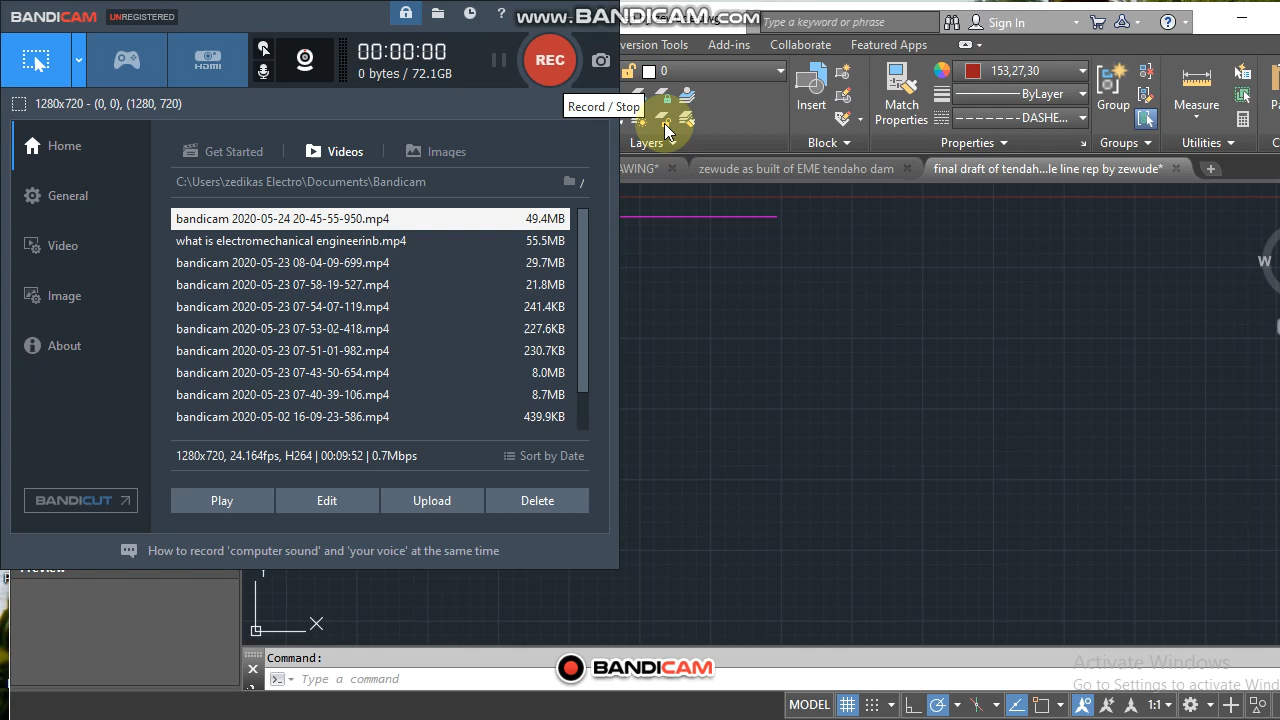 BANDICAM UNREGISTERED
?
www.BANDICAM.com
Type a keyword or phrase
Sign In
HDMI
00:00:00
0 bytes / 72.1GB
REC
Record / Stop
1280x720 - (0, 0), (1280, 720)
Home
General
Video
Image
About
BANDICUT
Get Started
Videos
Images
C:\Users\zedikas Electro\Documents\Bandicam
/
bandicam 2020-05-24 20-45-55-950.mp4 49.4MB
what is electromechanical engineerinb.mp4 55.5MB
bandicam 2020-05-23 08-04-09-699.mp4 29.7MB
bandicam 2020-05-23 07-58-19-527.mp4 21.8MB
bandicam 2020-05-23 07-54-07-119.mp4 241.4KB
bandicam 2020-05-23 07-53-02-418.mp4 227.6KB
bandicam 2020-05-23 07-51-01-982.mp4 230.7KB
bandicam 2020-05-23 07-43-50-654.mp4 8.0MB
bandicam 2020-05-23 07-40-39-106.mp4 8.7MB
bandicam 2020-05-02 16-09-23-586.mp4 439.9KB
1280x720, 24.164fps, H264 | 00:09:52 | 0.7Mbps
Sort by Date
Play Edit Upload Delete
How to record 'computer sound' and 'your voice' at the same time
version Tools Add-ins Collaborate Featured Apps
0
Layers
Insert
Block
Match
Properties
153,27,30
ByLayer
DASHE...
Properties
Group
Groups
Measure
Utilities
AWING*
zewude as built of EME tendaho dam
final draft of tendah...le line rep by zewude*
W
X
Command:
Type a command
BANDICAM
Activate Windows
Go to Settings to activate Wind
MODEL
1:1